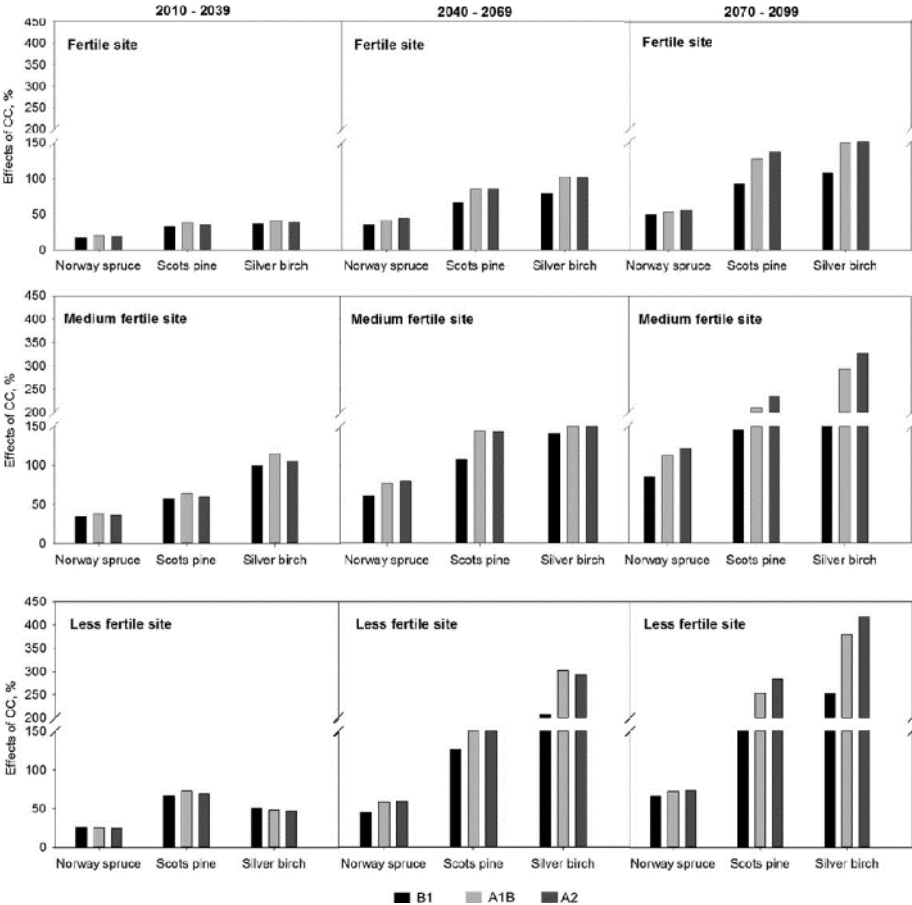 2010 - 2039 2040 - 2069 2070 - 2099
450
400
350
300
250
200
150
100
50
0
Effects of CC, %
Fertile site Fertile site Fertile site
Norway spruce Scots pine Silver birch Norway spruce Scots pine Silver birch Norway spruce Scots pine Silver birch
450
400
350
300
250
200
150
100
50
0
Effects of CC, %
Medium fertile site Medium fertile site Medium fertile site
Norway spruce Scots pine Silver birch Norway spruce Scots pine Silver birch Norway spruce Scots pine Silver birch
450
400
350
300
250
200
150
100
50
0
Effects of CC, %
Less fertile site Less fertile site Less fertile site
Norway spruce Scots pine Silver birch Norway spruce Scots pine Silver birch Norway spruce Scots pine Silver birch
B1 A1B A2